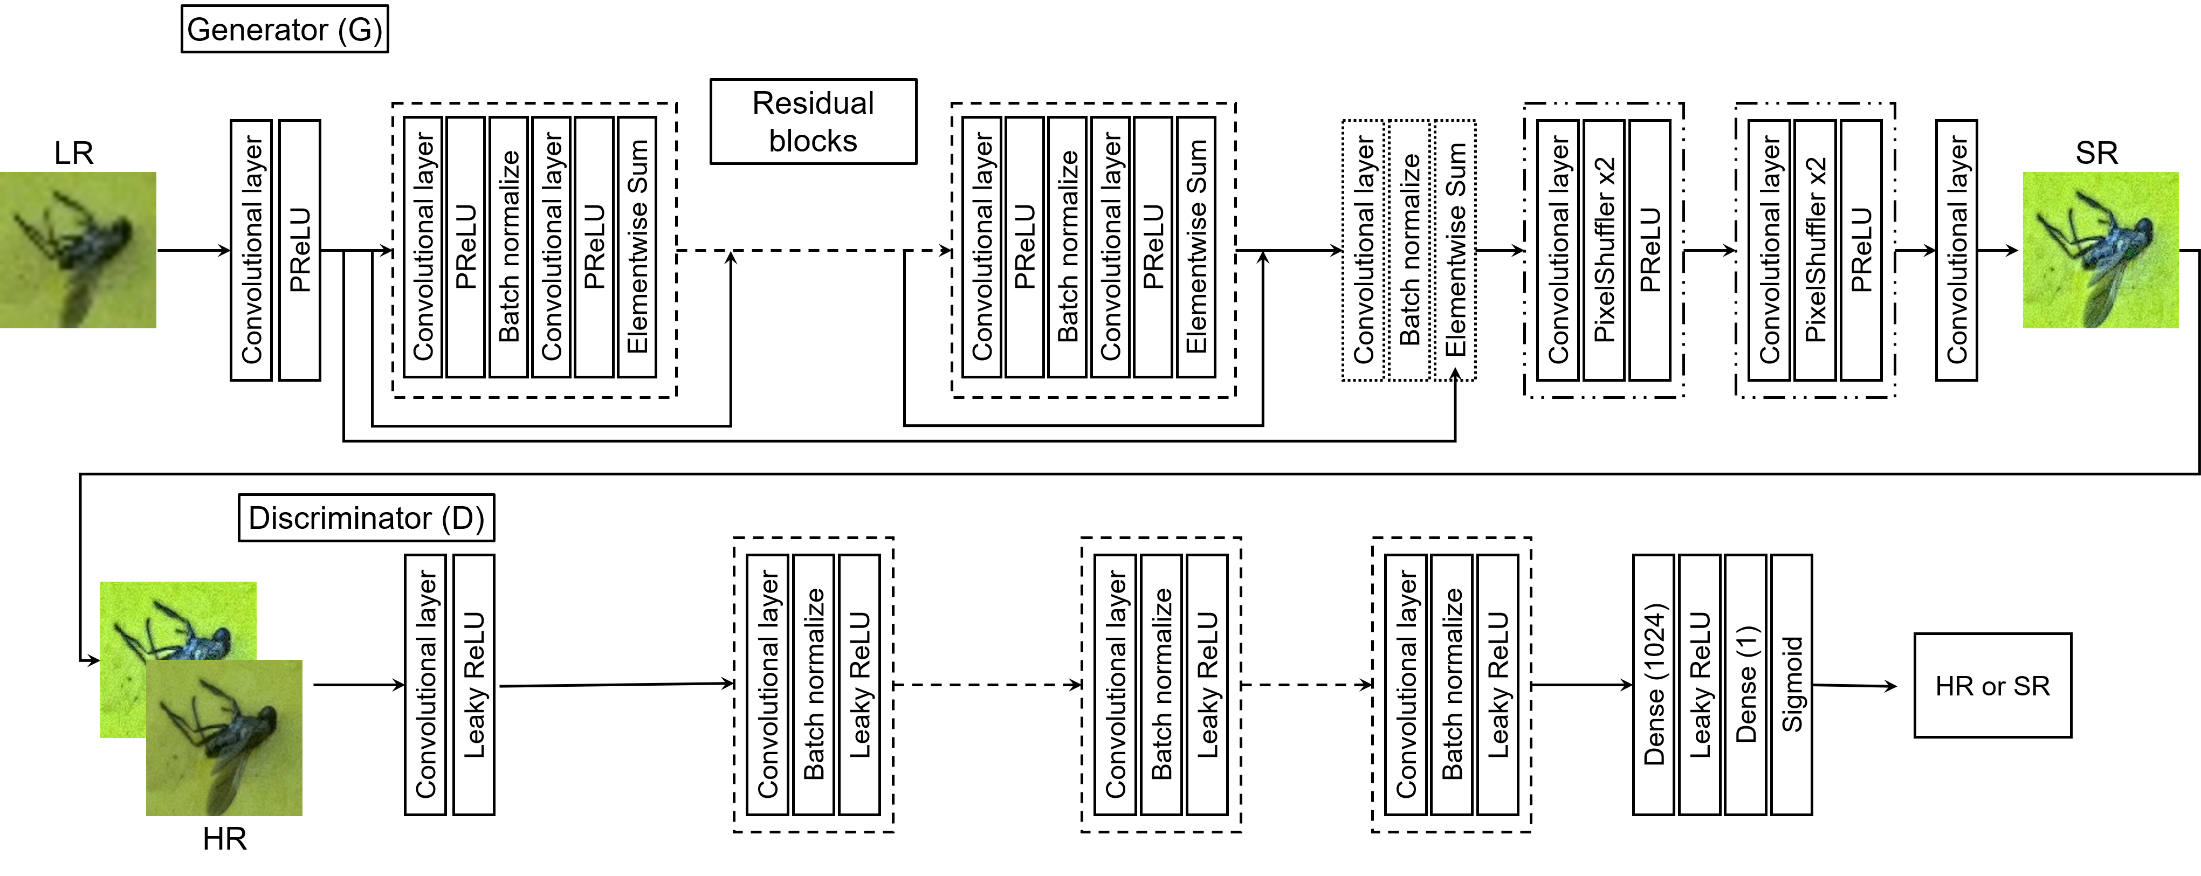 Generator (G)
Residual
blocks
LR
Convolutional layer
PReLU
Convolutional layer
PReLU
Batch normalize
Convolutional layer
PReLU
Elementwise Sum
Convolutional layer
PReLU
Batch normalize
Convolutional layer
PReLU
Elementwise Sum
Convolutional layer
Batch normalize
Elementwise Sum
Convolutional layer
PixelShuffer x2
PReLU
Convolutional layer
PixelShuffer x2
PReLU
Convolutional layer
SR
Discriminator (D)
HR
Convolutional layer
Leaky ReLU
Convolutional layer
Batch normalize
Leaky ReLU
Convolutional layer
Batch normalize
Leaky ReLU
Convolutional layer
Batch normalize
Leaky ReLU
Dense (1024)
Leaky ReLU
Dense (1)
Sigmoid
HR or SR